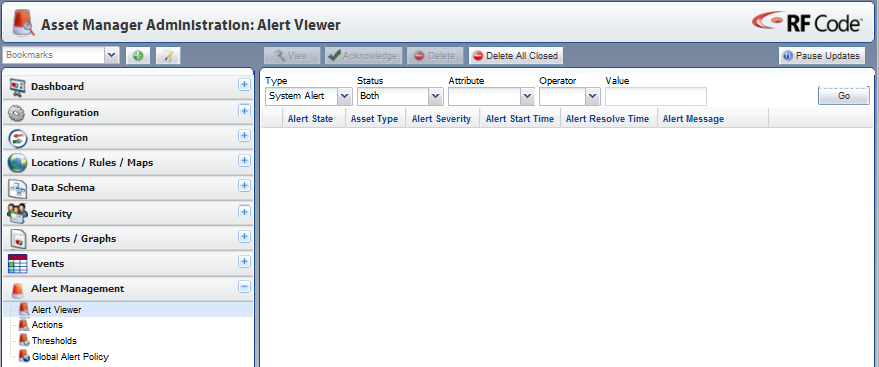 Asset Manager Administration: Alert Viewer
RF Code
Bookmarks
View Acknowledge Delete Delete All Closed Pause Updates
Dashboard
Configuration
Integration
Locations / Rules / Maps
Data Schema
Security
Reports / Graphs
Events
Alert Management
Alert Viewer
Actions
Thresholds
Global Alert Policy
Type Status Attribute Operator Value
System Alert Both Go
Alert State Asset Type Alert Severity Alert Start Time Alert Resolve Time Alert Message